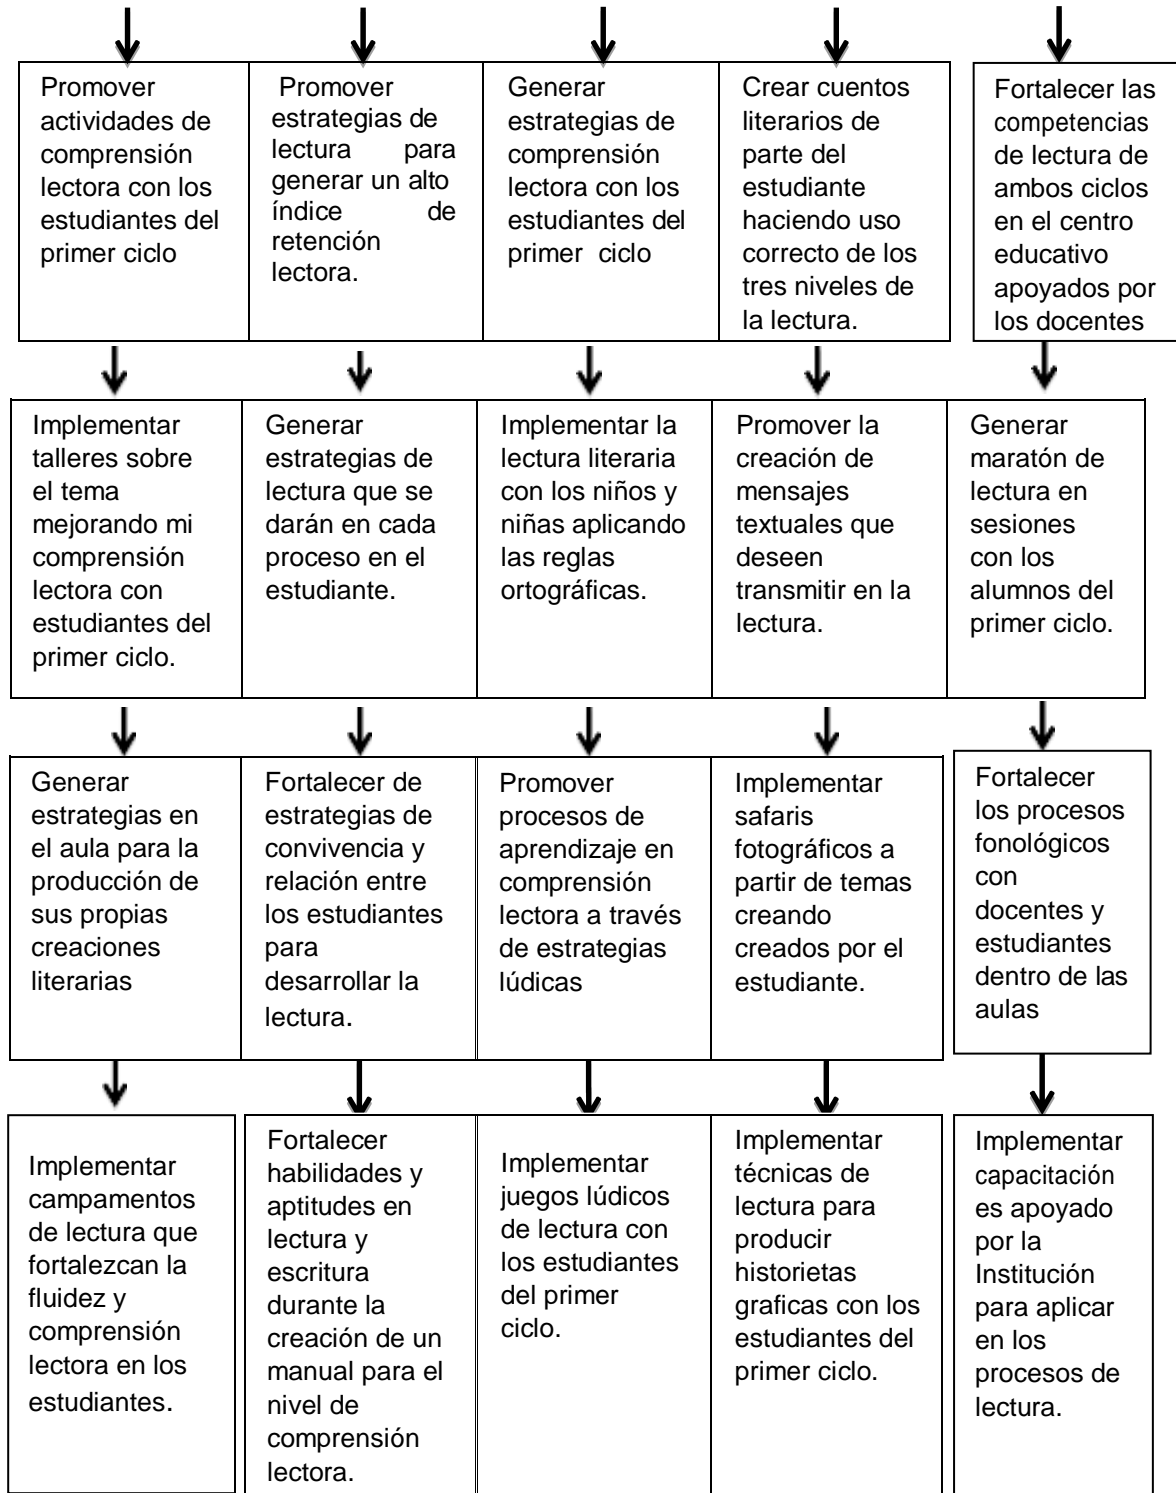 Promover
actividades de
comprensión
lectora con los
estudiantes del
primer ciclo
Promover
estrategias de
lectura para
generar un alto
índice de
retención
lectora.
Generar
estrategias de
comprensión
lectora con los
estudiantes del
primer ciclo
Crear cuentos
literarios de
parte del
estudiante
haciendo uso
correcto de los
tres niveles de
la lectura.
Fortalecer las
competencias
de lectura de
ambos ciclos
en el centro
educativo
apoyados por
los docentes
Implementar
talleres sobre
el tema
mejorando mi
comprensión
lectora con
estudiantes del
primer ciclo.
Generar
estrategias de
lectura que se
darán en cada
proceso en el
estudiante.
Implementar la
lectura literaria
con los niños y
niñas aplicando
las reglas
ortográficas.
Promover la
creación de
mensajes
textuales que
deseen
transmitir en la
lectura.
Generar
maratón de
lectura en
sesiones
con los
alumnos del
primer ciclo.
Generar
estrategias en
el aula para la
producción de
sus propias
creaciones
literarias
Fortalecer de
estrategias de
convivencia y
relación entre
los estudiantes
para
desarrollar la
lectura.
Promover
procesos de
aprendizaje en
comprensión
lectora a través
de estrategias
lúdicas
Implementar
safaris
fotográficos a
partir de temas
creando
creados por el
estudiante.
Fortalecer
los procesos
fonológicos
con
docentes y
estudiantes
dentro de las
aulas
Implementar
campamentos
de lectura que
fortalezcan la
fluidez y
comprensión
lectora en los
estudiantes.
Fortalecer
habilidades y
aptitudes en
lectura y
escritura
durante la
creación de un
manual para el
nivel de
comprensión
lectora.
Implementar
juegos lúdicos
de lectura con
los estudiantes
del primer
ciclo.
Implementar
técnicas de
lectura para
producir
historietas
graficas con los
estudiantes del
primer ciclo.
Implementar
capacitación
es apoyado
por la
Institución
para aplicar
en los
procesos de
lectura.